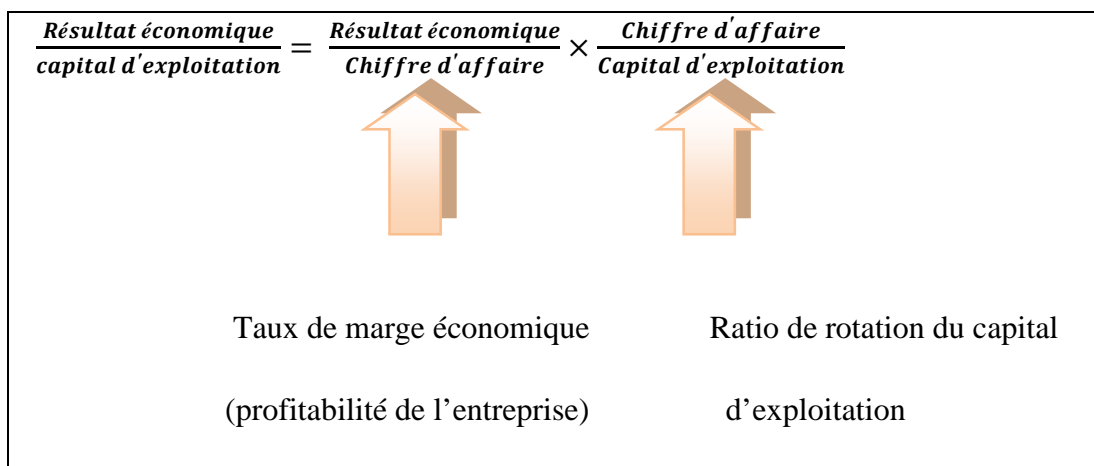 Résultat économique / capital d'exploitation = Résultat économique / Chiffre d'affaire × Chiffre d'affaire / Capital d'exploitation
Taux de marge économique Ratio de rotation du capital
(profitabilité de l’entreprise) d’exploitation